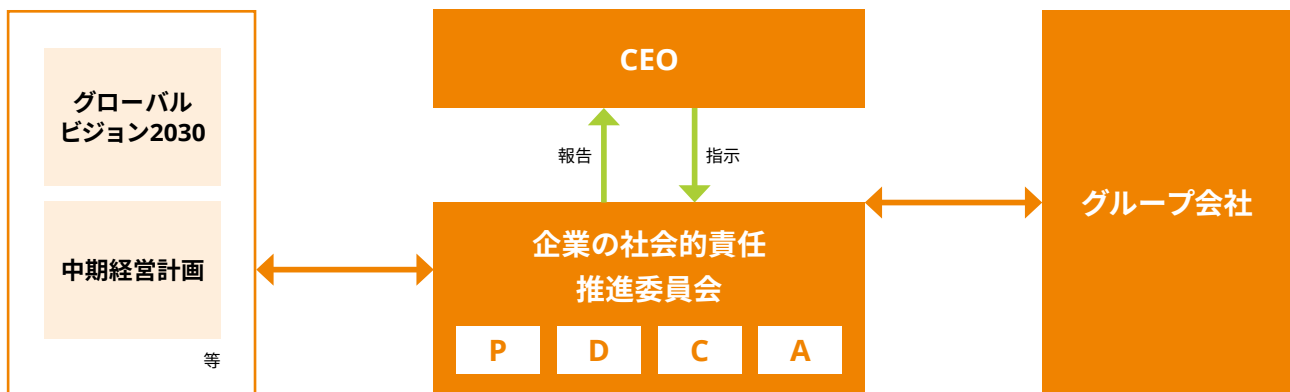 グローバル
ビジョン2030
中期経営計画
等
CEO
報告
指示
企業の社会的責任
推進委員会
P
D
C
A
グループ会社